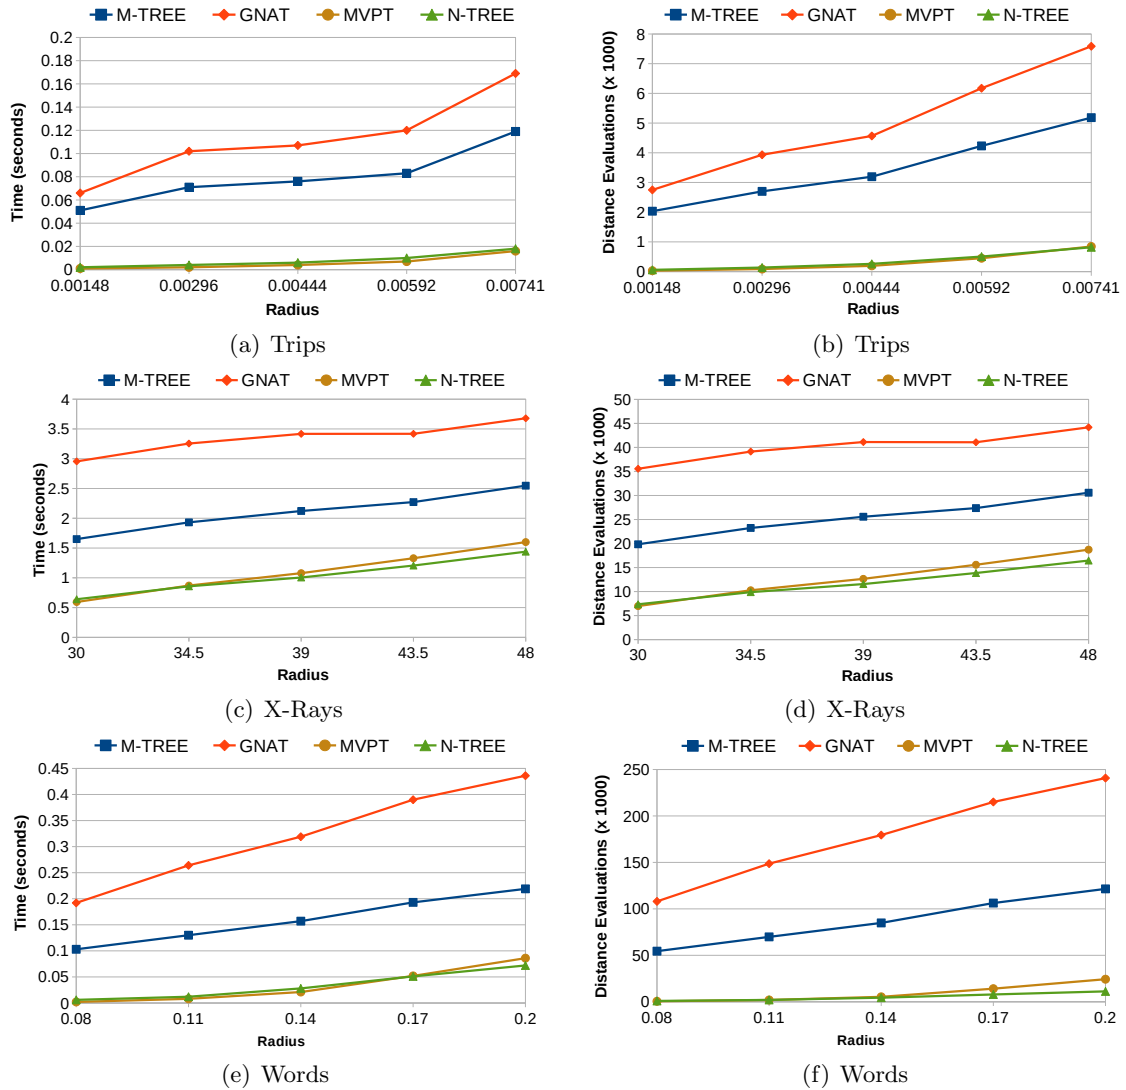 M-TREE GNAT MVPT N-TREE
0.2
0.18
0.16
0.14
0.12
0.1
0.08
0.06
0.04
0.02
0
Time (seconds)
0.00148 0.00296 0.00444 0.00592 0.00741
Radius
(a) Trips
M-TREE GNAT MVPT N-TREE
8
7
6
5
4
3
2
1
0
Distance Evaluations (x 1000)
0.00148 0.00296 0.00444 0.00592 0.00741
Radius
(b) Trips
M-TREE GNAT MVPT N-TREE
4
3.5
3
2.5
2
1.5
1
0.5
0
Time (seconds)
30 34.5 39 43.5 48
Radius
(c) X-Rays
M-TREE GNAT MVPT N-TREE
50
45
40
35
30
25
20
15
10
5
0
Distance Evaluations (x 1000)
30 34.5 39 43.5 48
Radius
(d) X-Rays
M-TREE GNAT MVPT N-TREE
0.45
0.4
0.35
0.3
0.25
0.2
0.15
0.1
0.05
0
Time (seconds)
0.08 0.11 0.14 0.17 0.2
Radius
(e) Words
M-TREE GNAT MVPT N-TREE
250
200
150
100
50
0
Distance Evaluations (x 1000)
0.08 0.11 0.14 0.17 0.2
Radius
(f) Words